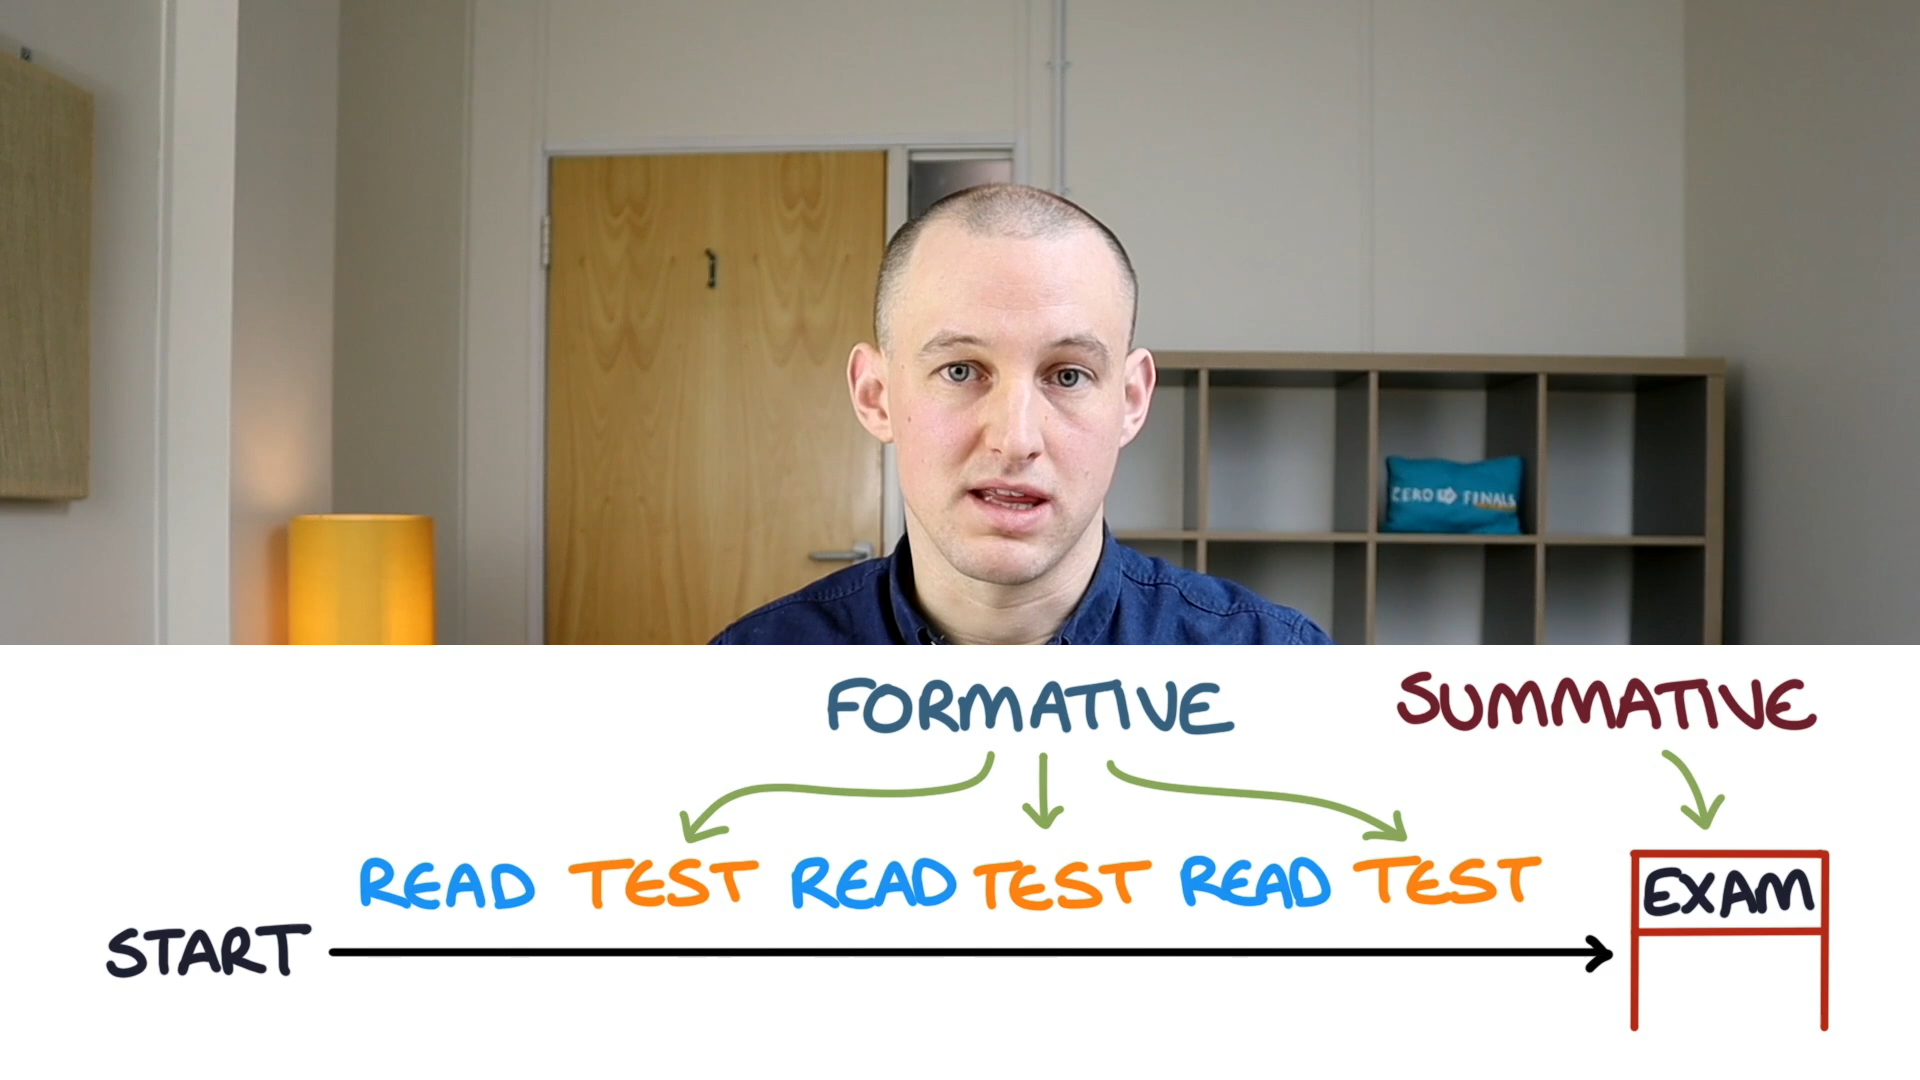 ZERO TO FINALS
FORMATIVE SUMMATIVE
READ TEST READ TEST READ TEST
EXAM
START